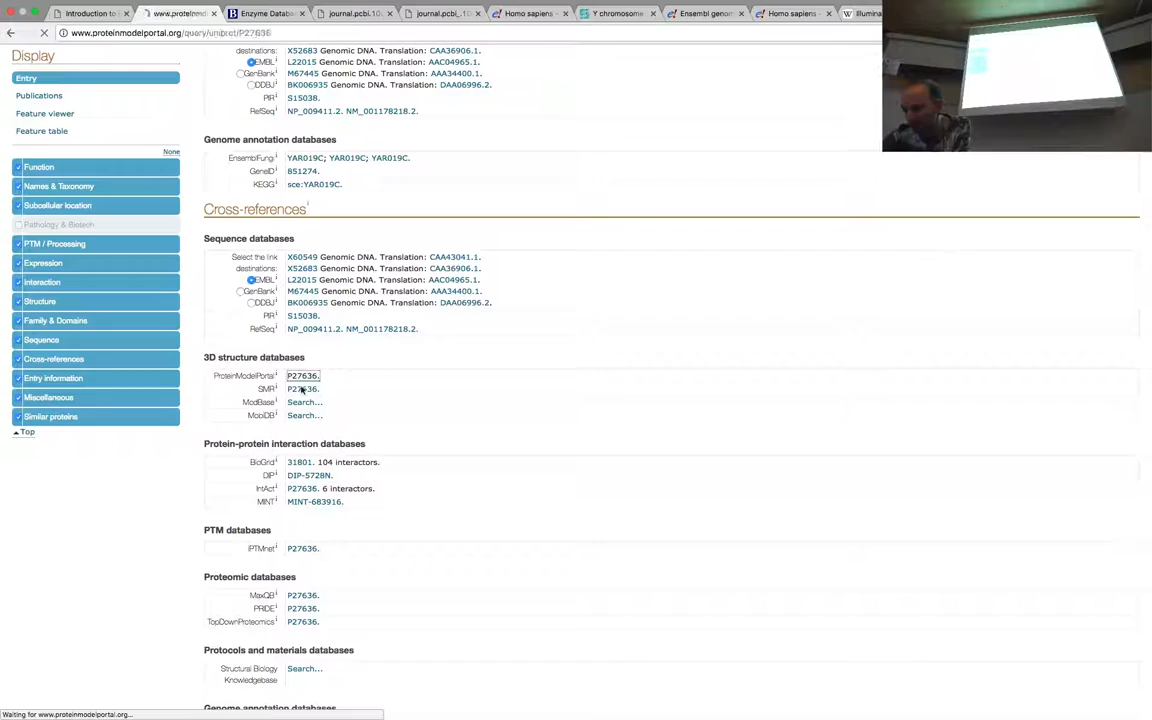 Introduction to
www.proteinmodel
Enzyme Datab
journal.pcbi.10
journal.pcbi_.10
Homo sapiens -
Y chromosome
Ensembl genom
Homo sapiens -
Illumina
www.proteinmodelportal.org/query/uniprot/P27636
Display
Entry
Publications
Feature viewer
Feature table
None
Function
Names & Taxonomy
Subcellular location
Pathology & Biotech
PTM / Processing
Expression
Interaction
Structure
Family & Domains
Sequence
Cross-references
Entry information
Miscellaneous
Similar proteins
Top
destinations: X52683 Genomic DNA. Translation: CAA36906.1.
EMBL L22015 Genomic DNA. Translation: AAC04965.1.
GenBank M67445 Genomic DNA. Translation: AAA34400.1.
DDBJ BK006935 Genomic DNA. Translation: DAA06996.2.
PIR S15038.
RefSeq NP_009411.2. NM_001178218.2.
Genome annotation databases
EnsemblFungi YAR019C; YAR019C; YAR019C.
GeneID 851274.
KEGG sce:YAR019C.
Cross-references
Sequence databases
Select the link X60549 Genomic DNA. Translation: CAA43041.1.
destinations: X52683 Genomic DNA. Translation: CAA36906.1.
EMBL L22015 Genomic DNA. Translation: AAC04965.1.
GenBank M67445 Genomic DNA. Translation: AAA34400.1.
DDBJ BK006935 Genomic DNA. Translation: DAA06996.2.
PIR S15038.
RefSeq NP_009411.2. NM_001178218.2.
3D structure databases
ProteinModelPortal P27636.
SMR P27636.
ModBase Search...
MobiDB Search...
Protein-protein interaction databases
BioGrid 31801. 104 interactors.
DIP DIP-5728N.
IntAct P27636. 6 interactors.
MINT MINT-683916.
PTM databases
iPTMnet P27636.
Proteomic databases
MaxQB P27636.
PRIDE P27636.
TopDownProteomics P27636.
Protocols and materials databases
Structural Biology Search...
Knowledgebase
Genome annotation databases
Waiting for www.proteinmodelportal.org...